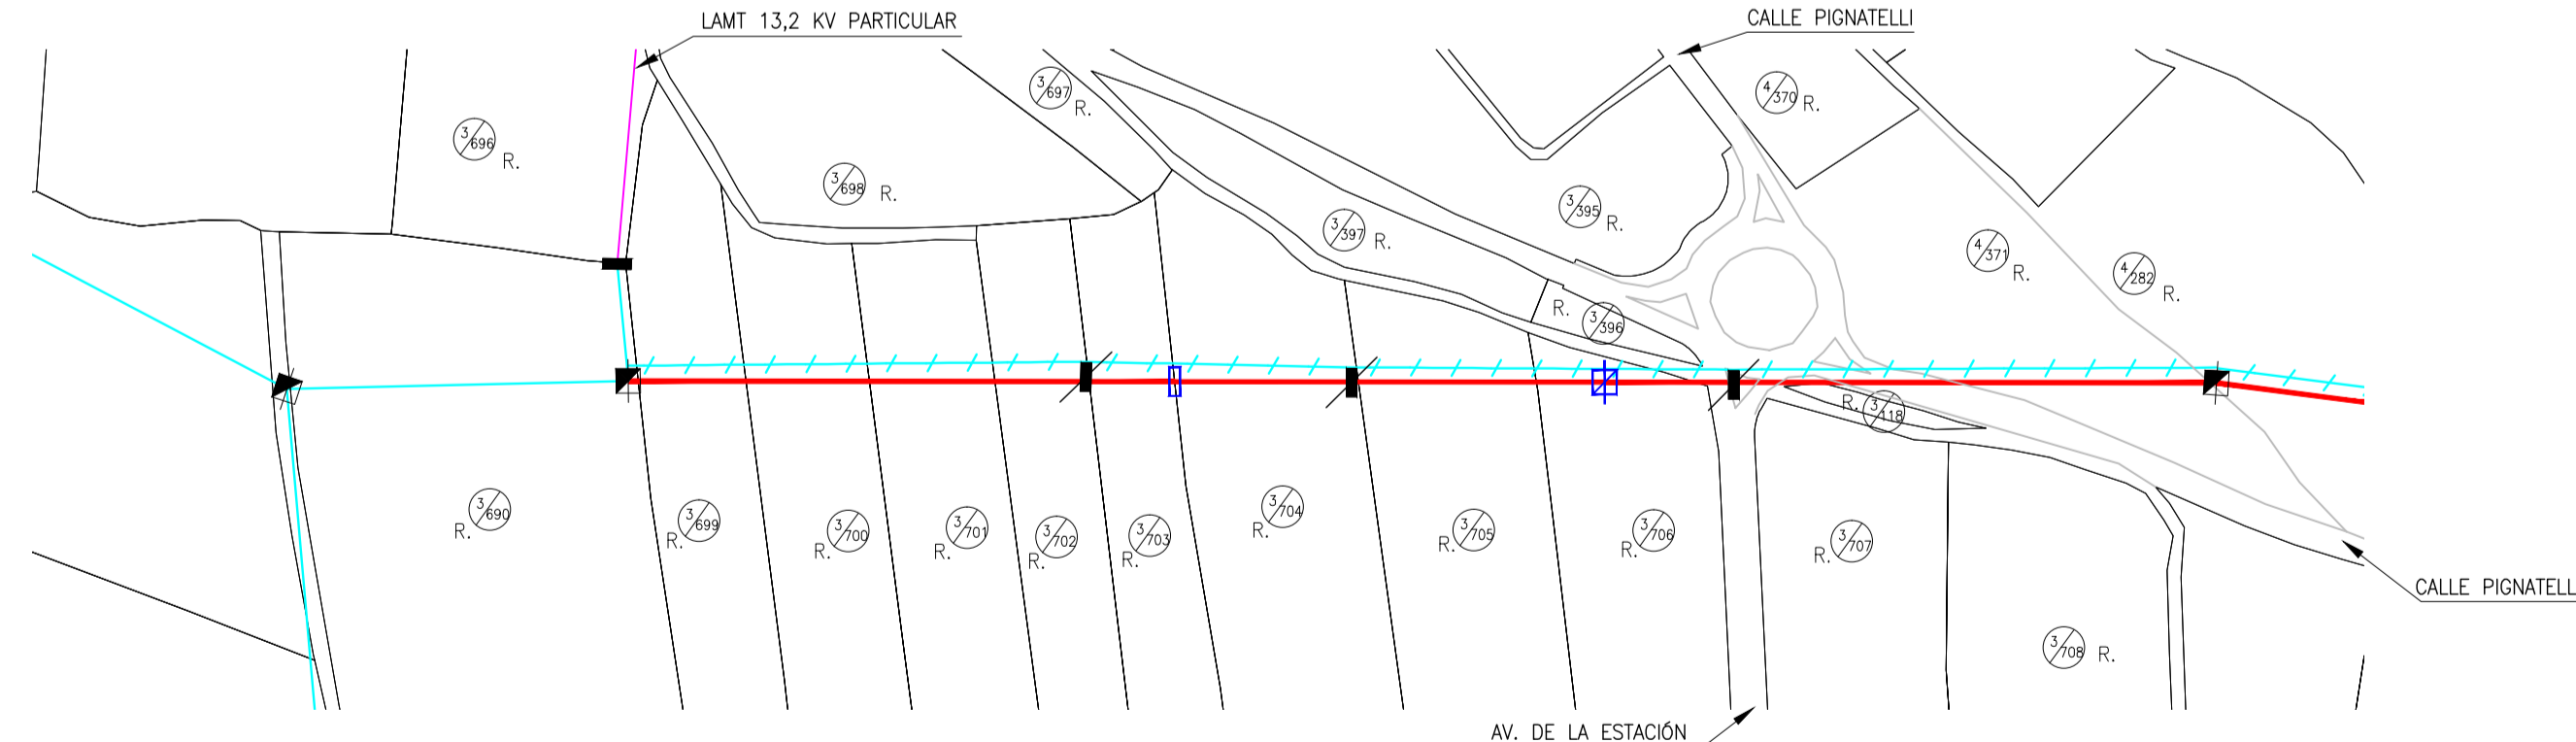 LAMT 13,2 KV PARTICULAR
CALLE PIGNATELLI
3/697 R.
4/370 R.
3/696 R.
3/698 R.
3/395 R.
3/397 R.
4/371 R.
4/282 R.
R. 3/396
R. 3/118
R. 3/690
R. 3/699
R. 3/700
R. 3/701
R. 3/702
R. 3/703
R. 3/704
R. 3/705
R. 3/706
R. 3/707
CALLE PIGNATELL
3/708 R.
AV. DE LA ESTACIÓN